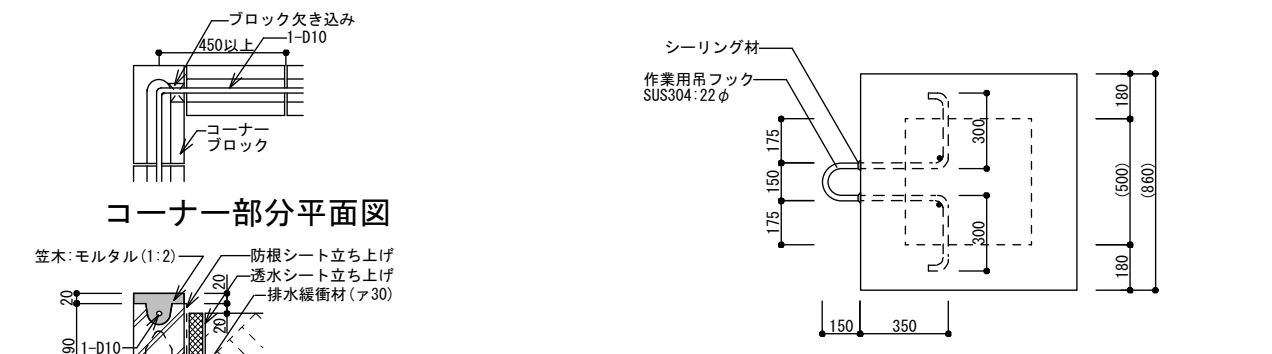 ブロック欠き込み
450以上
1-D10
コーナー
ブロック
コーナー部分平面図
笠木:モルタル(1:2)
防根シート立ち上げ
透水シート立ち上げ
排水緩衝材(ァ30)
20
20
20
90
1-D10
シーリング材
作業用吊フック
SUS304:22φ
175
150
175
300
300
180
(500)
(860)
180
150
350